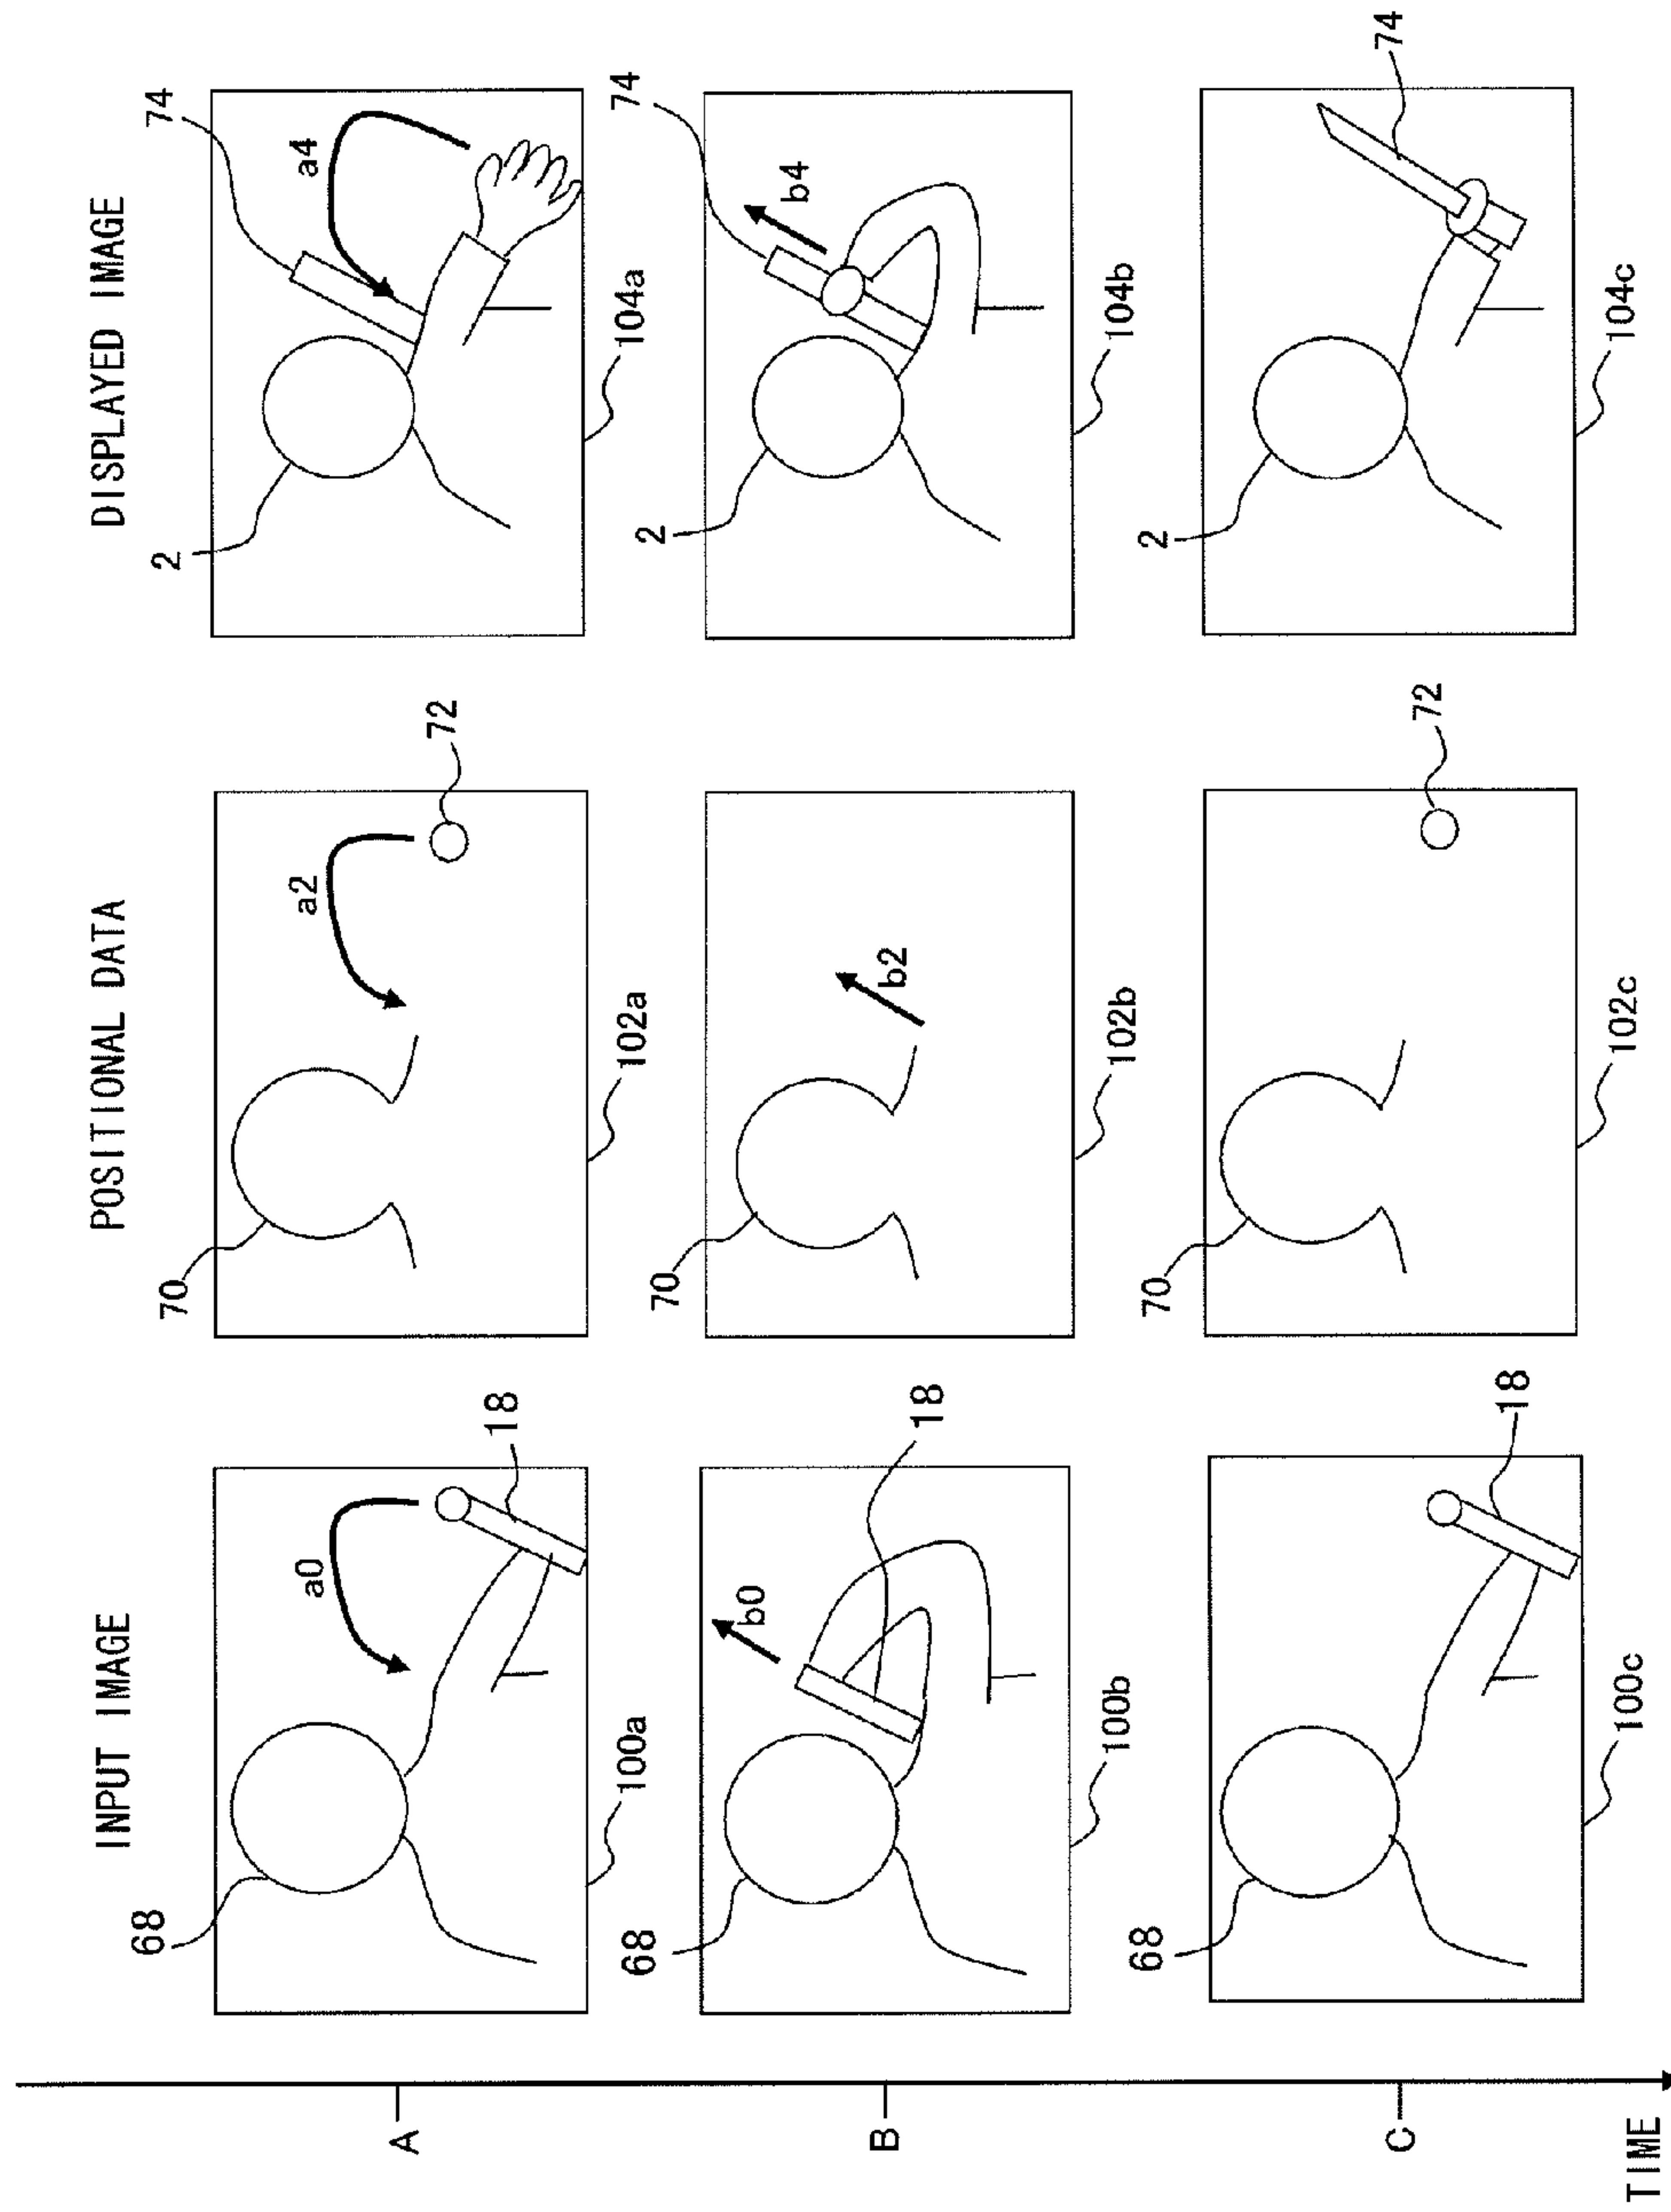 INPUT IMAGE
POSITIONAL DATA
DISPLAYED IMAGE
A
68
a0
18
100a
70
a2
72
102a
2
74
a4
104a
B
68
b0
18
100b
70
b2
102b
2
74
b4
104b
C
68
18
100c
70
72
102c
2
74
104c
TIME